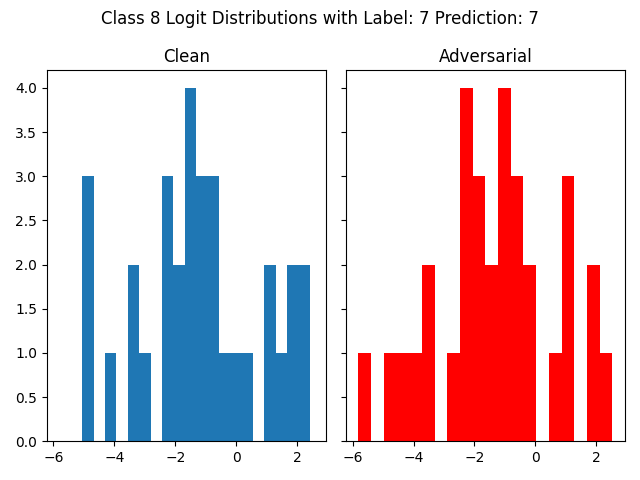 Class 8 Logit Distributions with Label: 7 Prediction: 7
Clean
Adversarial
4.0
3.5
3.0
2.5
2.0
1.5
1.0
0.5
0.0
−6 −4 −2 0 2
−6 −4 −2 0 2